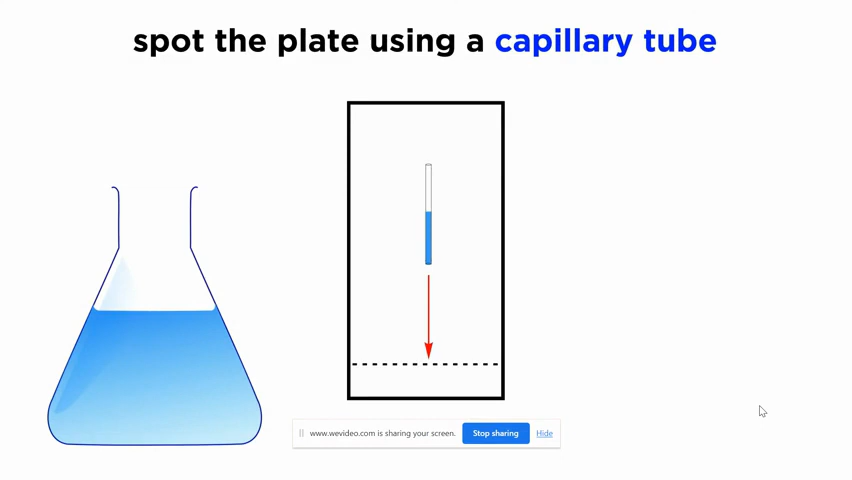 spot the plate using a capillary tube
www.wevideo.com is sharing your screen. Stop sharing Hide